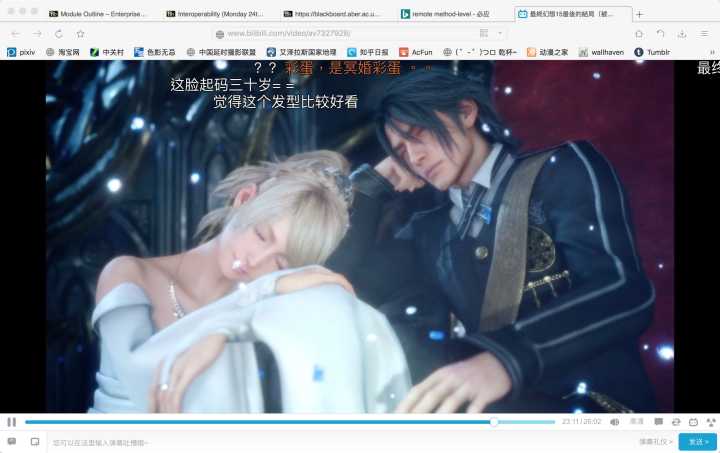 Module Outline – Enterprise...
Interoperability (Monday 24t...
https://blackboard.aber.ac.u...
remote method-level - 必应
最终幻想15最後的結局（被...
www.bilibili.com/video/av7327928/
pixiv
淘宝网
中关村
色影无忌
中国延时摄影联盟
艾泽拉斯国家地理
知乎日报
AcFun
(゜-゜)つロ 乾杯~
动漫之家
wallhaven
Tumblr
？？ 彩蛋，是冥婚彩蛋 。。
最终
这脸起码三十岁= =
觉得这个发型比较好看
23:11/26:02
您可以在这里输入弹幕吐槽哦~
弹幕礼仪 >
发送 >